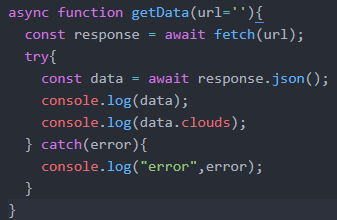 async function getData(url=''){
  const response = await fetch(url);
  try{
    const data = await response.json();
    console.log(data);
    console.log(data.clouds);
  } catch(error){
    console.log("error",error);
  }
}